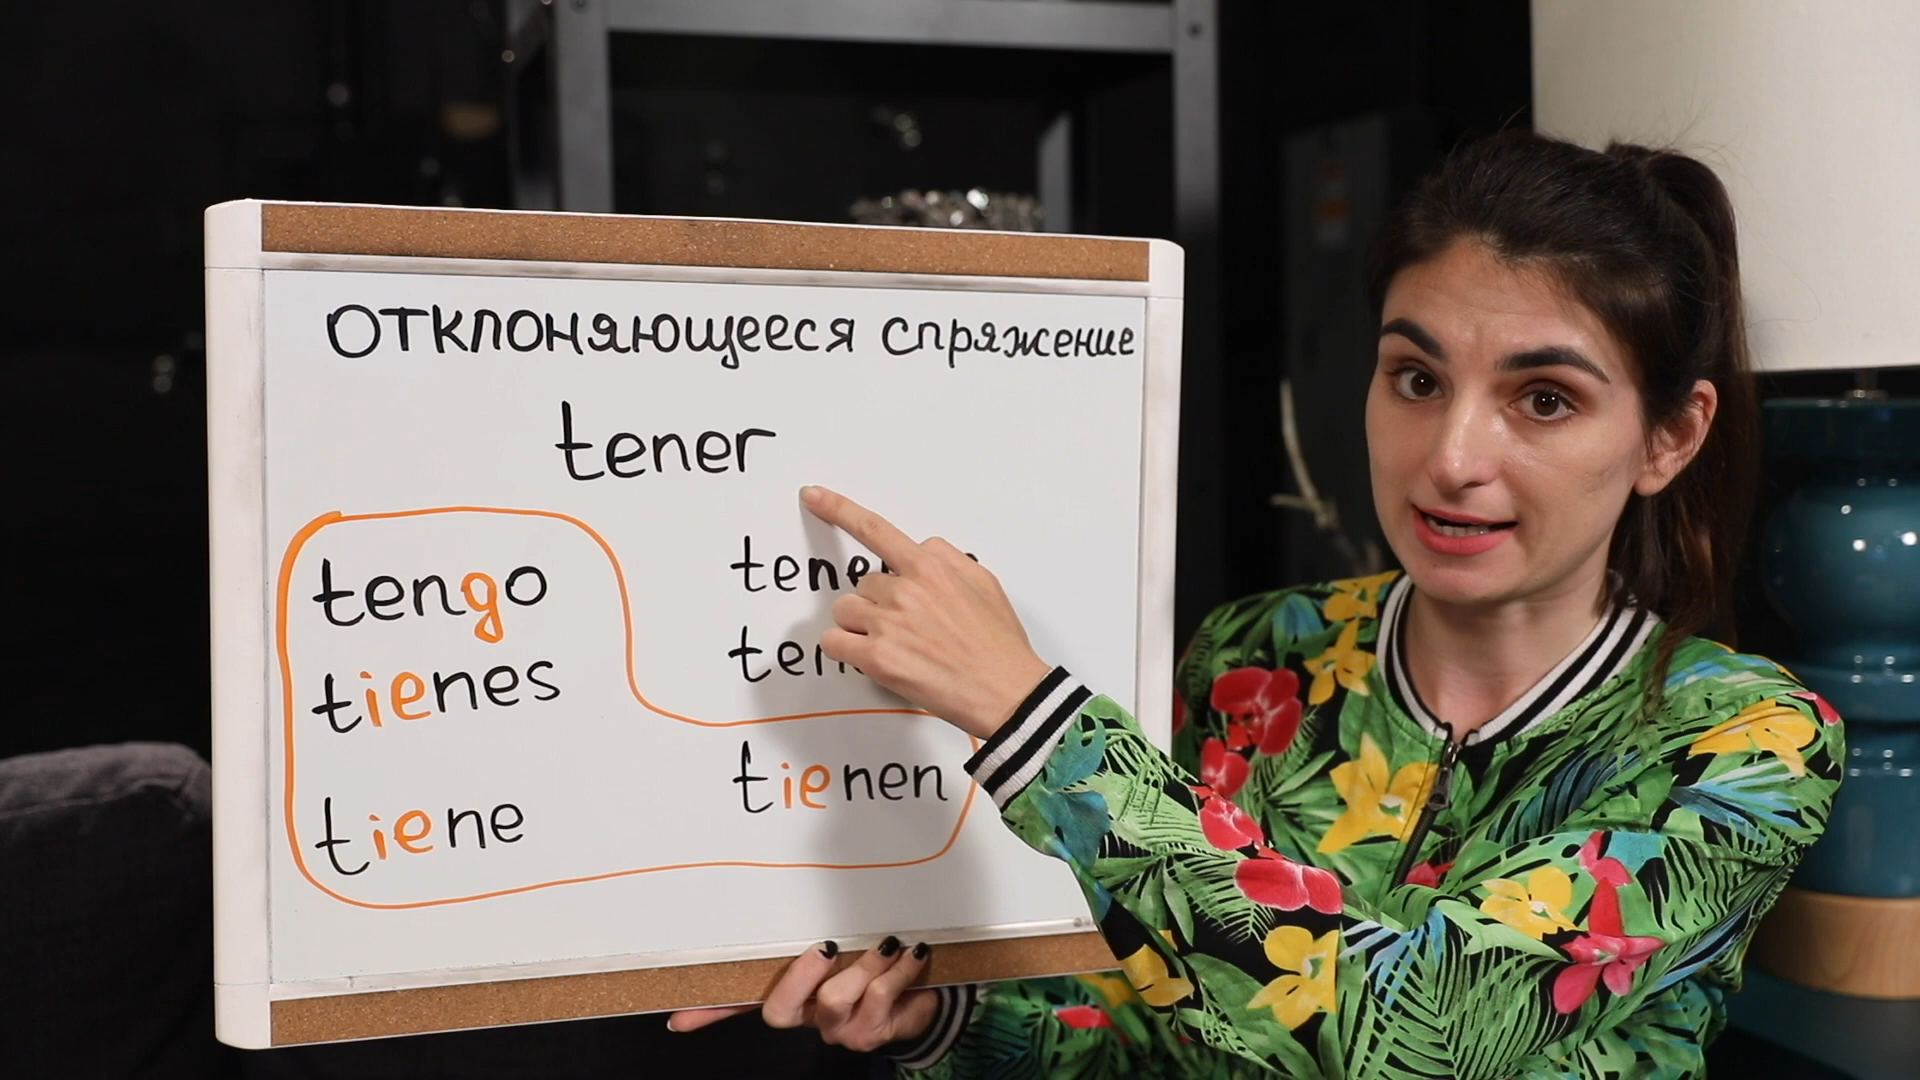 отклоняющееся спряжение
tener
tengo
tienes
tiene
tienen